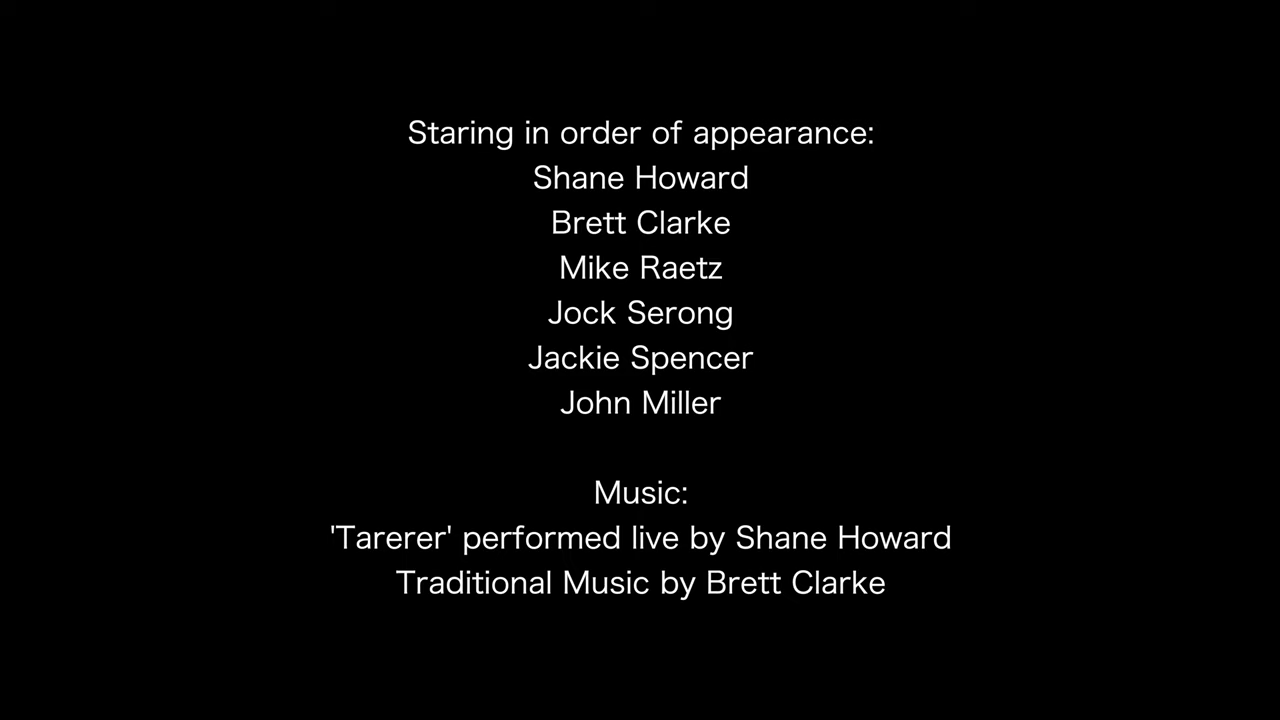 Staring in order of appearance:
Shane Howard
Brett Clarke
Mike Raetz
Jock Serong
Jackie Spencer
John Miller
Music:
'Tarerer' performed live by Shane Howard
Traditional Music by Brett Clarke